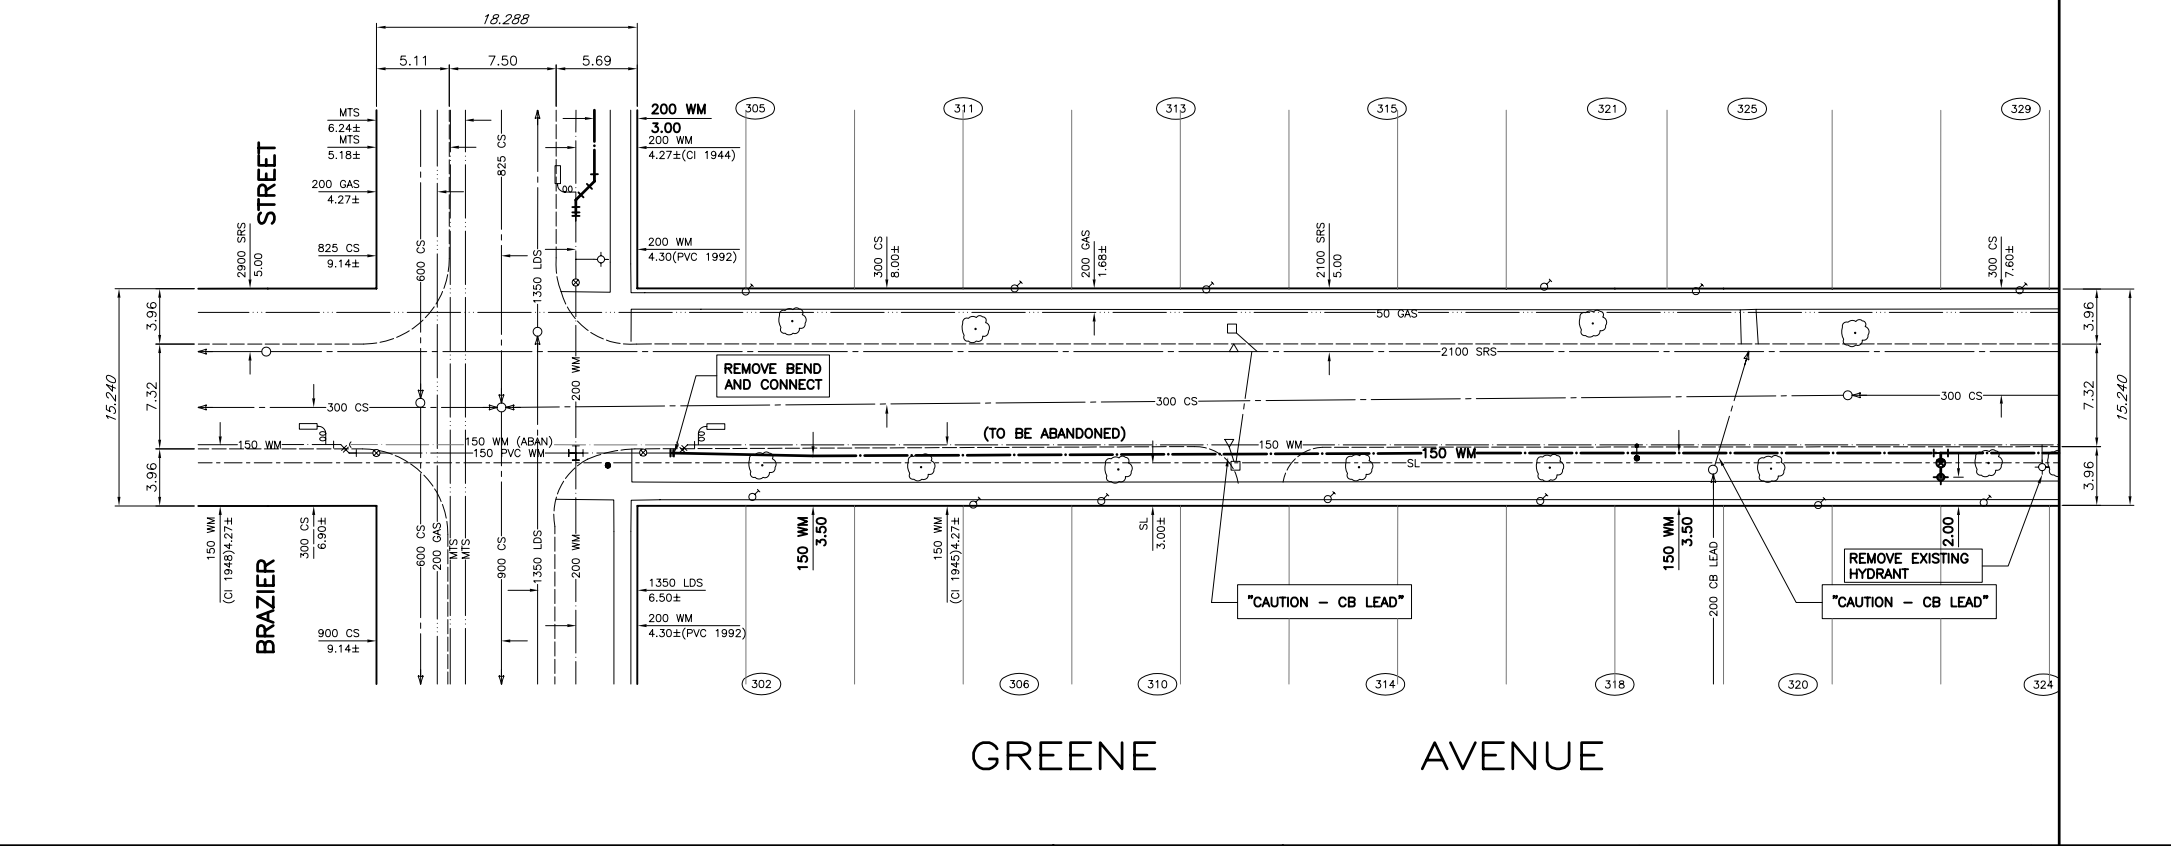 18.288
5.11
7.50
5.69
MTS
6.24±
MTS
5.18±
200 GAS
4.27±
825 CS
9.14±
STREET
2900 SRS
5.00
600 CS
825 CS
1350 LDS
200 WM
3.00
200 WM
4.27±(CI 1944)
200 WM
4.30(PVC 1992)
305
311
313
315
321
325
329
300 CS
8.00±
200 GAS
1.68±
2100 SRS
5.00
300 CS
7.60±
15.240
3.96
7.32
3.96
50 GAS
2100 SRS
200 WM
REMOVE BEND
AND CONNECT
300 CS
300 CS
300 CS
3.96
7.32
3.96
15.240
150 WM
150 WM (ABAN)
150 PVC WM
(TO BE ABANDONED)
150 WM
150 WM
SL
150 WM
(CI 1948)4.27±
300 CS
6.90±
600 CS
200 GAS
MTS
MTS
900 CS
1350 LDS
200 WM
150 WM
3.50
150 WM
(CI 1945)4.27±
SL
3.00±
150 WM
3.50
200 CB LEAD
2.00
REMOVE EXISTING
HYDRANT
"CAUTION – CB LEAD"
"CAUTION – CB LEAD"
BRAZIER
900 CS
9.14±
1350 LDS
6.50±
200 WM
4.30±(PVC 1992)
302
306
310
314
318
320
324
GREENE AVENUE